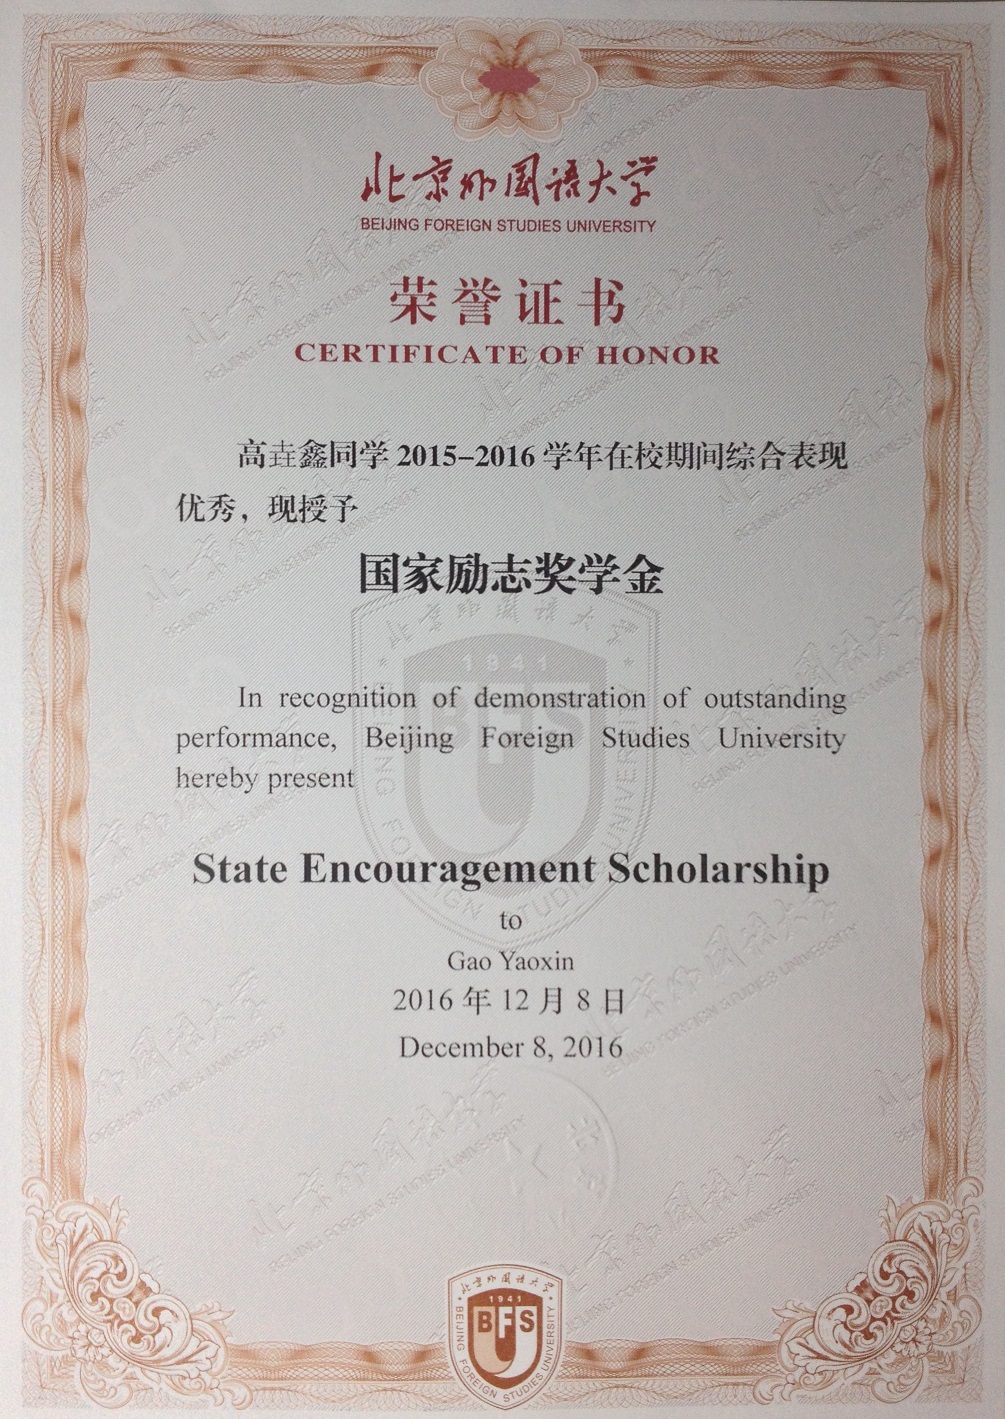 北京外国语大学
BEIJING FOREIGN STUDIES UNIVERSITY
荣誉证书
CERTIFICATE OF HONOR
高垚鑫同学 2015–2016 学年在校期间综合表现
优秀，现授予
国家励志奖学金
In recognition of demonstration of outstanding
performance, Beijing Foreign Studies University
hereby present
State Encouragement Scholarship
to
Gao Yaoxin
2016 年 12 月 8 日
December 8, 2016
北京外国语大学
1941
BFS
BEIJING FOREIGN STUDIES UNIVERSITY